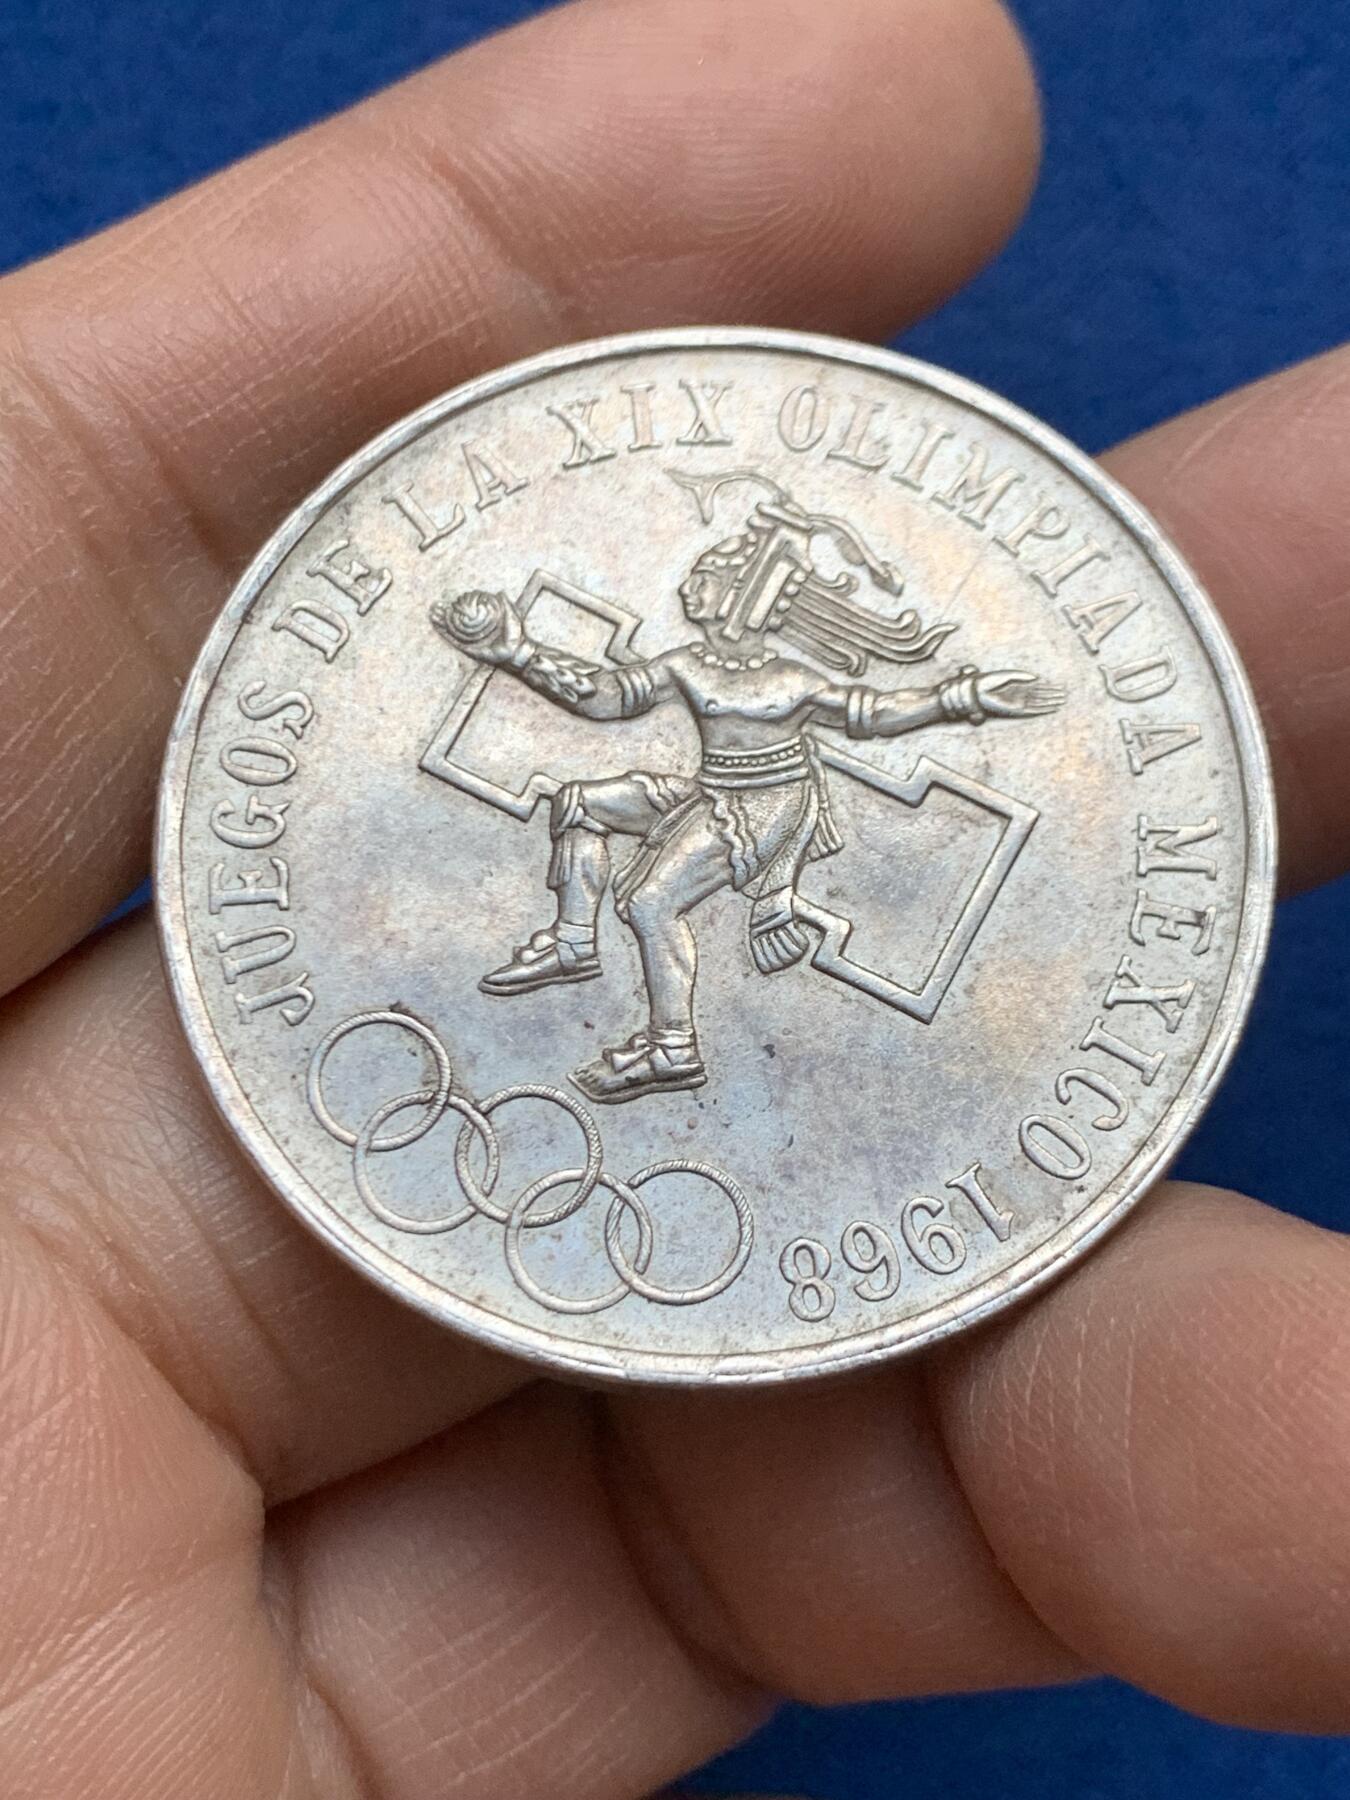 JUEGOS DE LA XIX OLIMPIADA MEXICO 1968